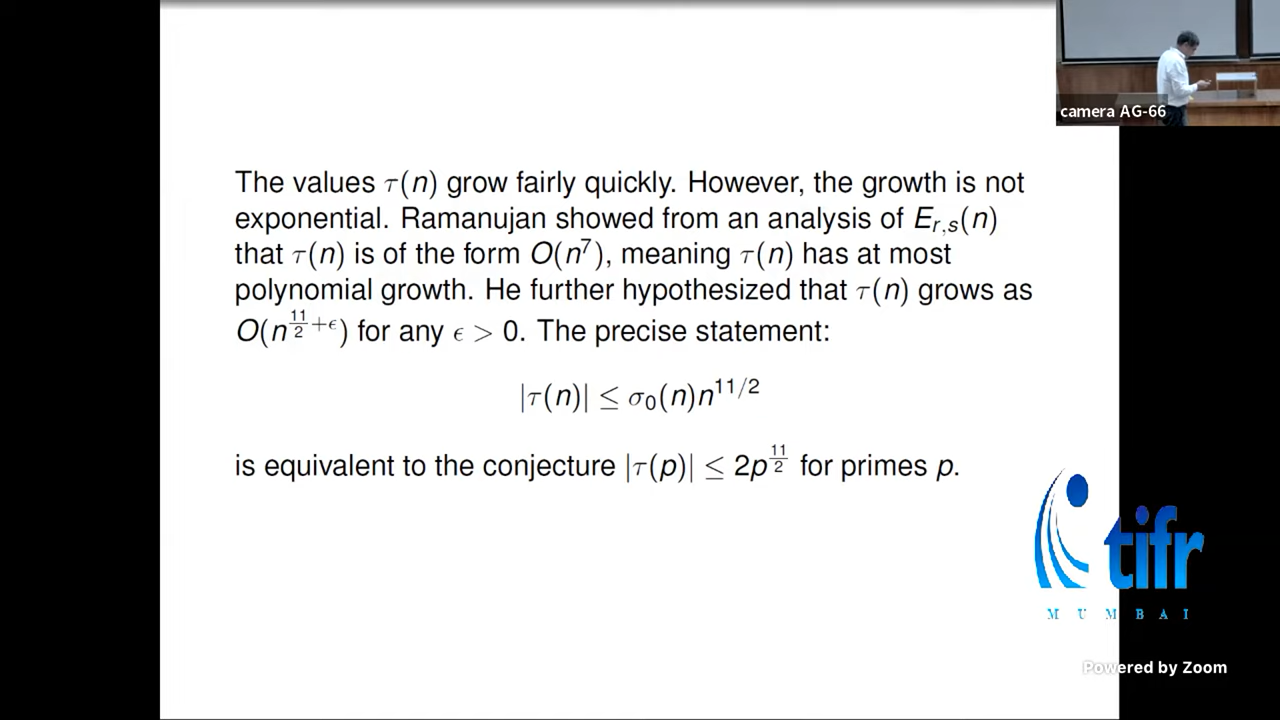 camera AG-66
The values τ(n) grow fairly quickly. However, the growth is not
exponential. Ramanujan showed from an analysis of E_{r,s}(n)
that τ(n) is of the form O(n^7), meaning τ(n) has at most
polynomial growth. He further hypothesized that τ(n) grows as
O(n^{11/2+ϵ}) for any ϵ > 0. The precise statement:
|τ(n)| ≤ σ_0(n)n^{11/2}
is equivalent to the conjecture |τ(p)| ≤ 2p^{11/2} for primes p.
tifr
MUMBAI
Powered by Zoom